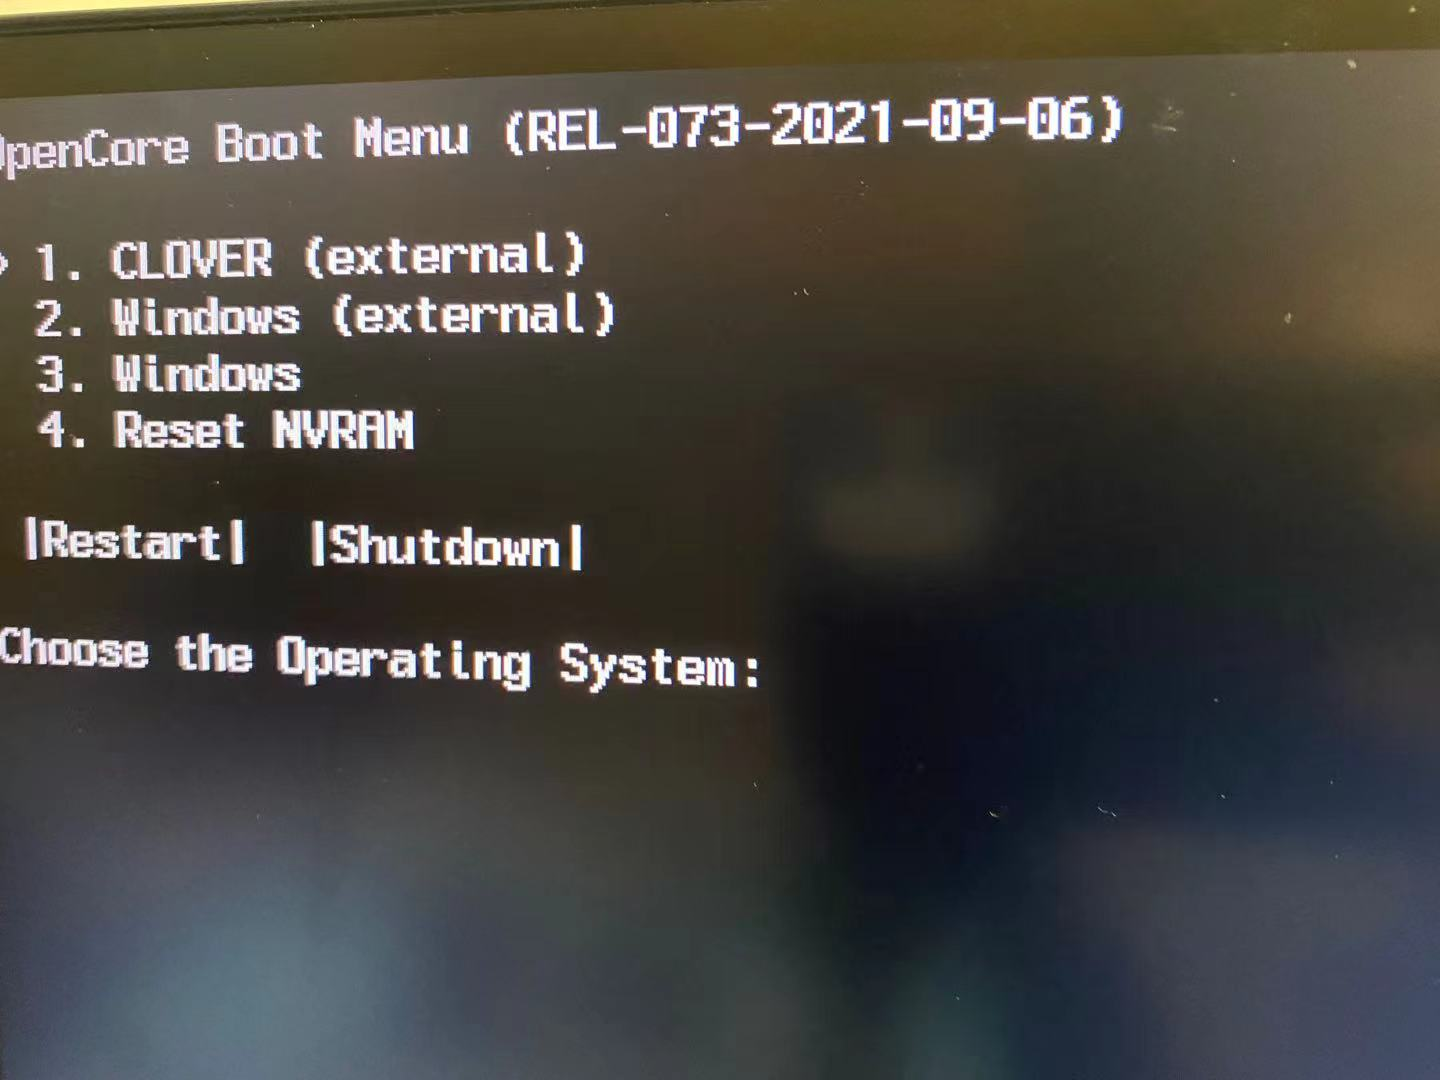 OpenCore Boot Menu (REL-073-2021-09-06)
1. CLOVER (external)
2. Windows (external)
3. Windows
4. Reset NVRAM
|Restart| |Shutdown|
Choose the Operating System: